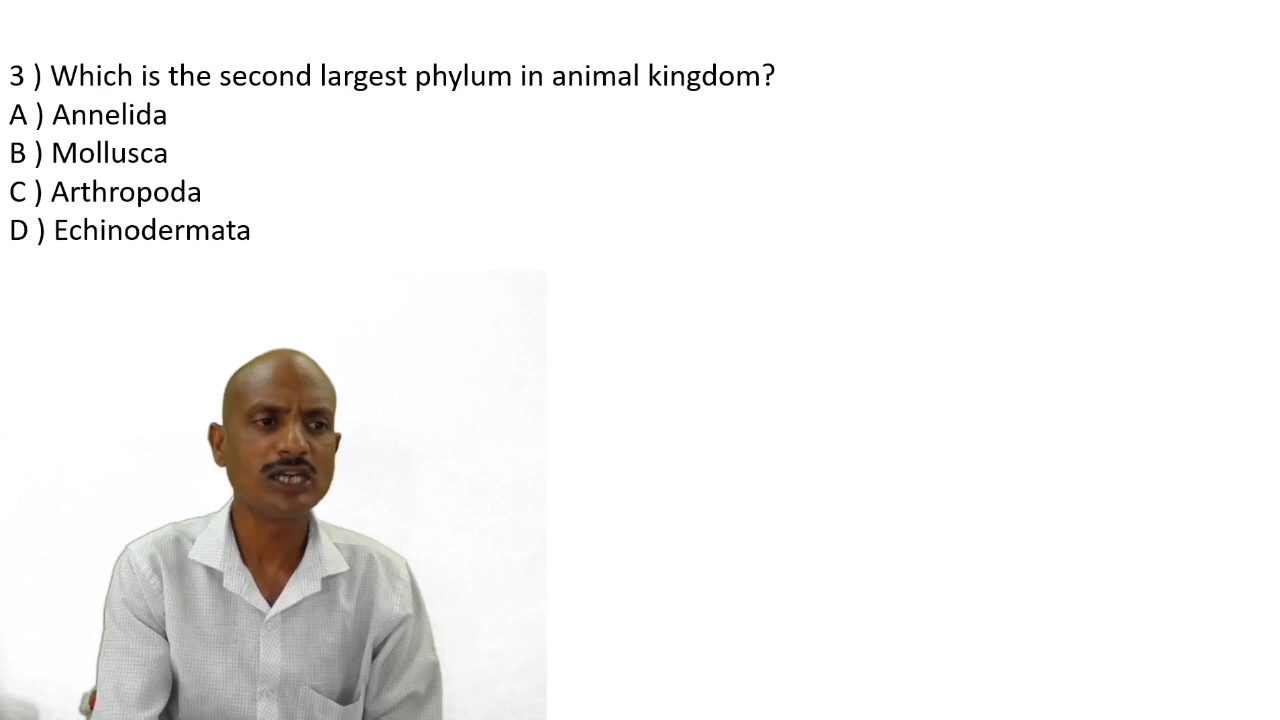 3 ) Which is the second largest phylum in animal kingdom?
A ) Annelida
B ) Mollusca
C ) Arthropoda
D ) Echinodermata